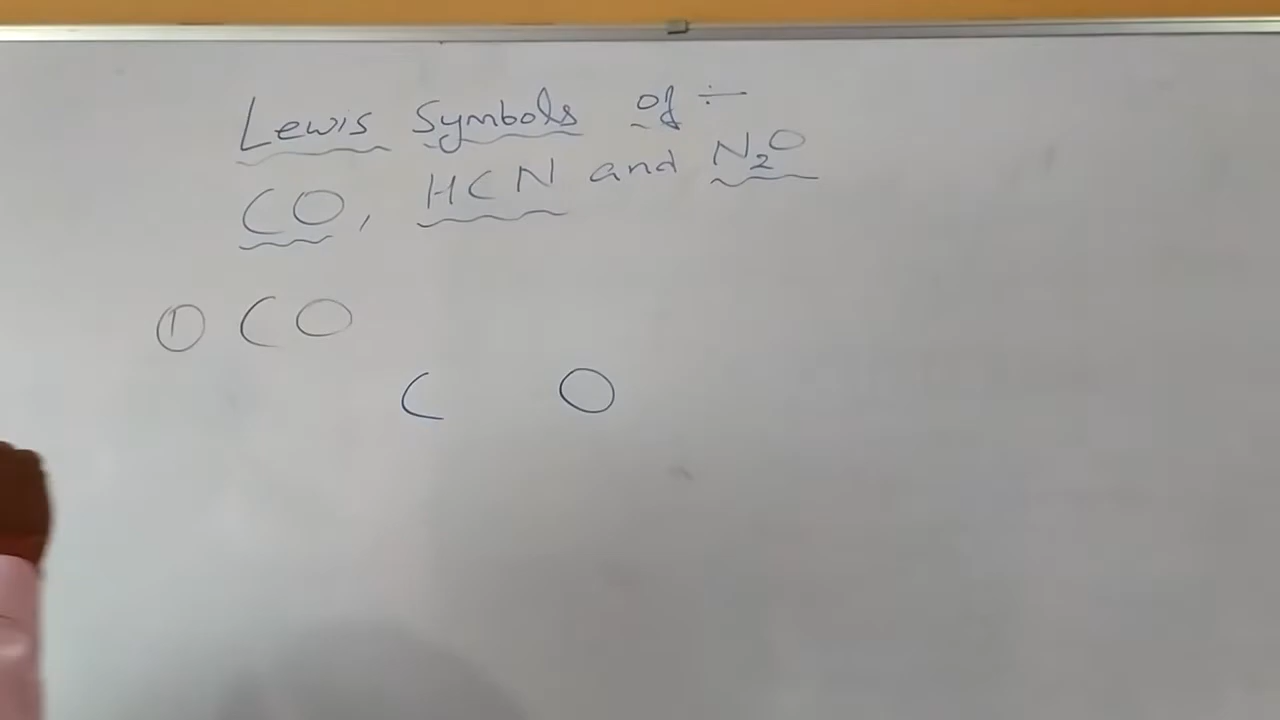 Lewis Symbols of :-
CO, HCN and N₂O
① CO
C O